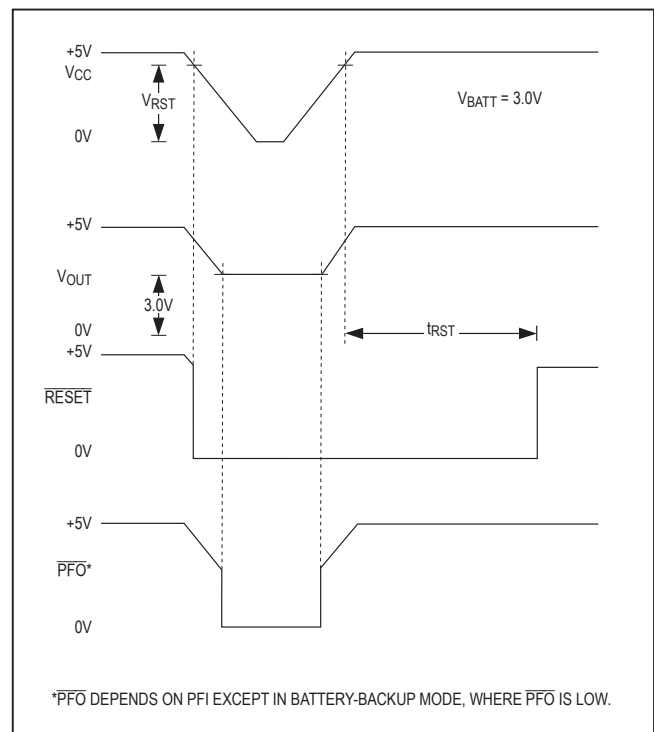 +5V
VCC
VRST
VBATT = 3.0V
0V
+5V
VOUT
3.0V
0V
tRST
+5V
RESET
0V
+5V
PFO*
0V
*PFO DEPENDS ON PFI EXCEPT IN BATTERY-BACKUP MODE, WHERE PFO IS LOW.